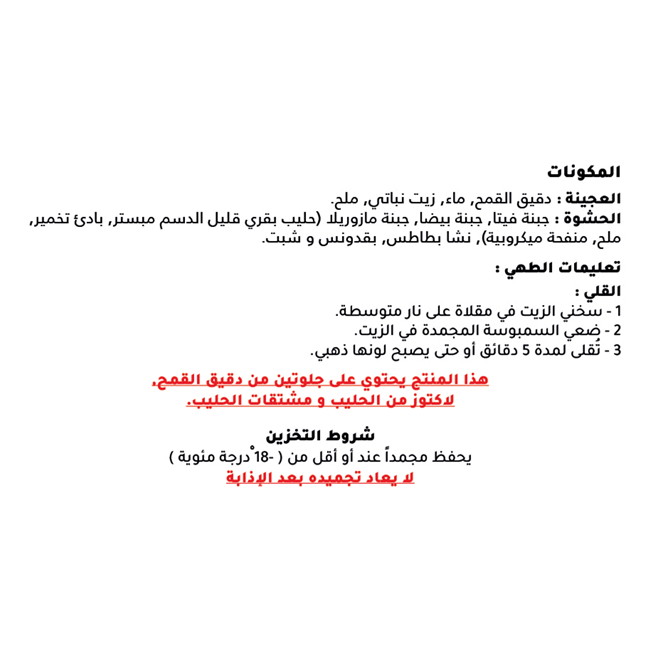 المكونات
العجينة : دقيق القمح, ماء, زيت نباتي, ملح.
الحشوة : جبنة فيتا, جبنة بيضا, جبنة مازوريلا (حليب بقري قليل الدسم مبستر, بادئ تخمير,
ملح, منفحة ميكروبية), نشا بطاطس, بقدونس و شبت.
تعليمات الطهي :
القلي :
1 - سخني الزيت في مقلاة على نار متوسطة.
2 - ضعي السمبوسة المجمدة في الزيت.
3 - تُقلى لمدة 5 دقائق أو حتى يصبح لونها ذهبي.
هذا المنتج يحتوي على جلوتين من دقيق القمح,
لاكتوز من الحليب و مشتقات الحليب.
شروط التخزين
يحفظ مجمداً عند أو أقل من ( -18 ْدرجة مئوية )
لا يعاد تجميده بعد الإذابة